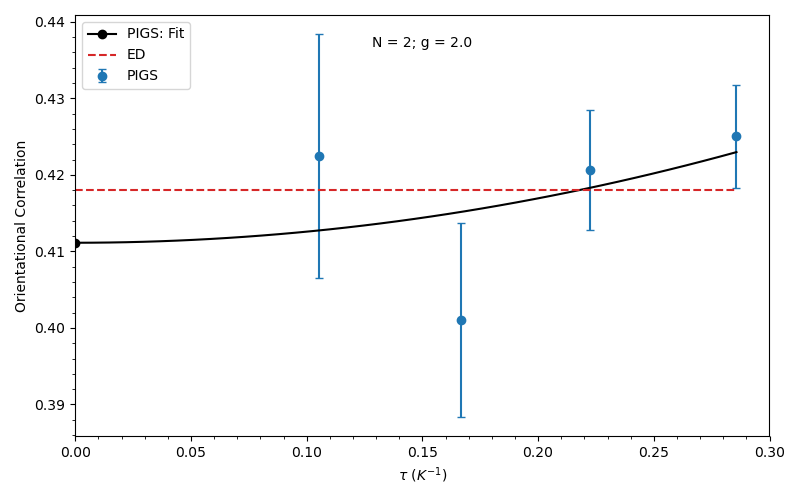 0.44
0.43
0.42
0.41
0.40
0.39
Orientational Correlation
PIGS: Fit
ED
PIGS
N = 2; g = 2.0
0.00 0.05 0.10 0.15 0.20 0.25 0.30
τ (K⁻¹)